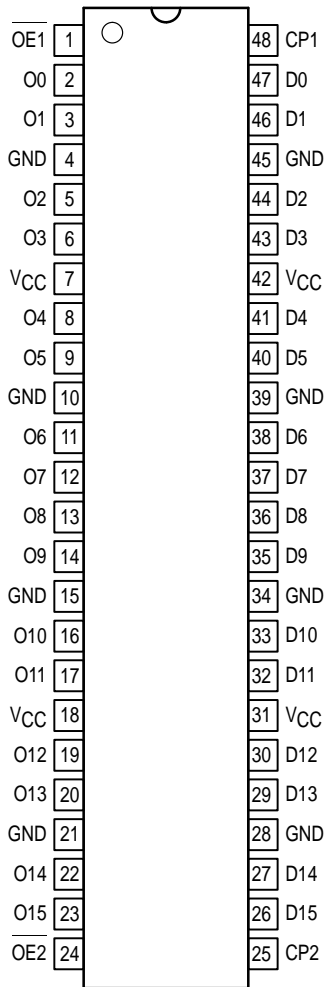 OE1 1 48 CP1
O0 2 47 D0
O1 3 46 D1
GND 4 45 GND
O2 5 44 D2
O3 6 43 D3
VCC 7 42 VCC
O4 8 41 D4
O5 9 40 D5
GND 10 39 GND
O6 11 38 D6
O7 12 37 D7
O8 13 36 D8
O9 14 35 D9
GND 15 34 GND
O10 16 33 D10
O11 17 32 D11
VCC 18 31 VCC
O12 19 30 D12
O13 20 29 D13
GND 21 28 GND
O14 22 27 D14
O15 23 26 D15
OE2 24 25 CP2